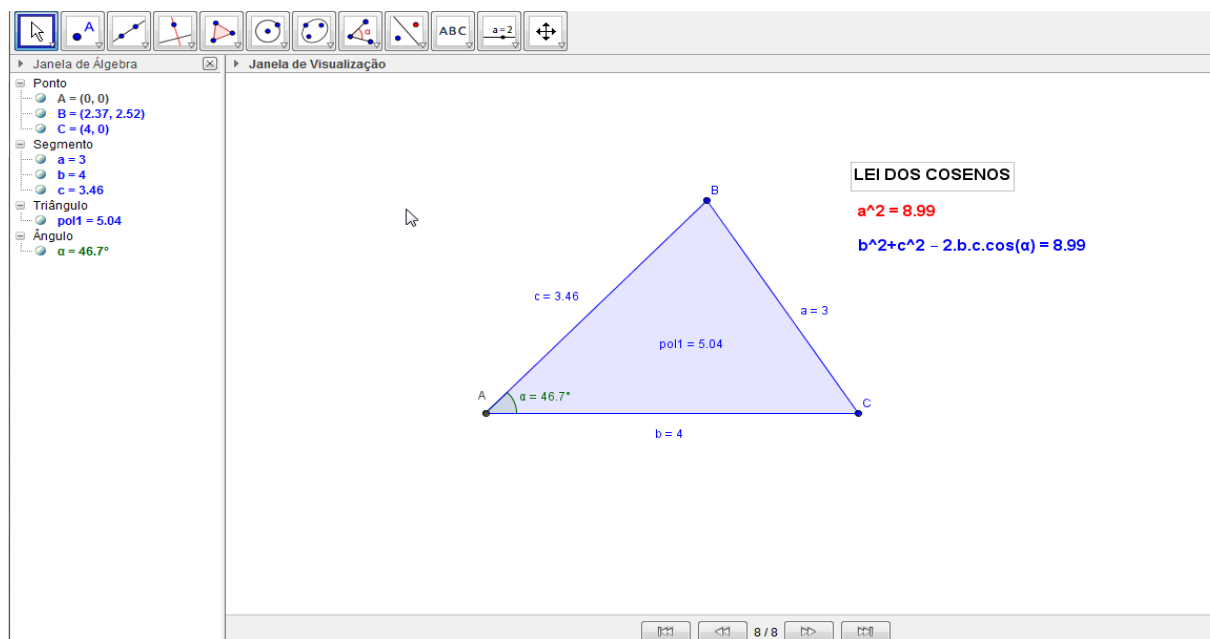 A
α
ABC
a=2
Janela de Álgebra
Janela de Visualização
Ponto
A = (0, 0)
B = (2.37, 2.52)
C = (4, 0)
Segmento
a = 3
b = 4
c = 3.46
Triângulo
pol1 = 5.04
Ângulo
α = 46.7°
LEI DOS COSENOS
a^2 = 8.99
b^2+c^2 – 2.b.c.cos(α) = 8.99
B
c = 3.46
a = 3
pol1 = 5.04
A
α = 46.7°
C
b = 4
8 / 8